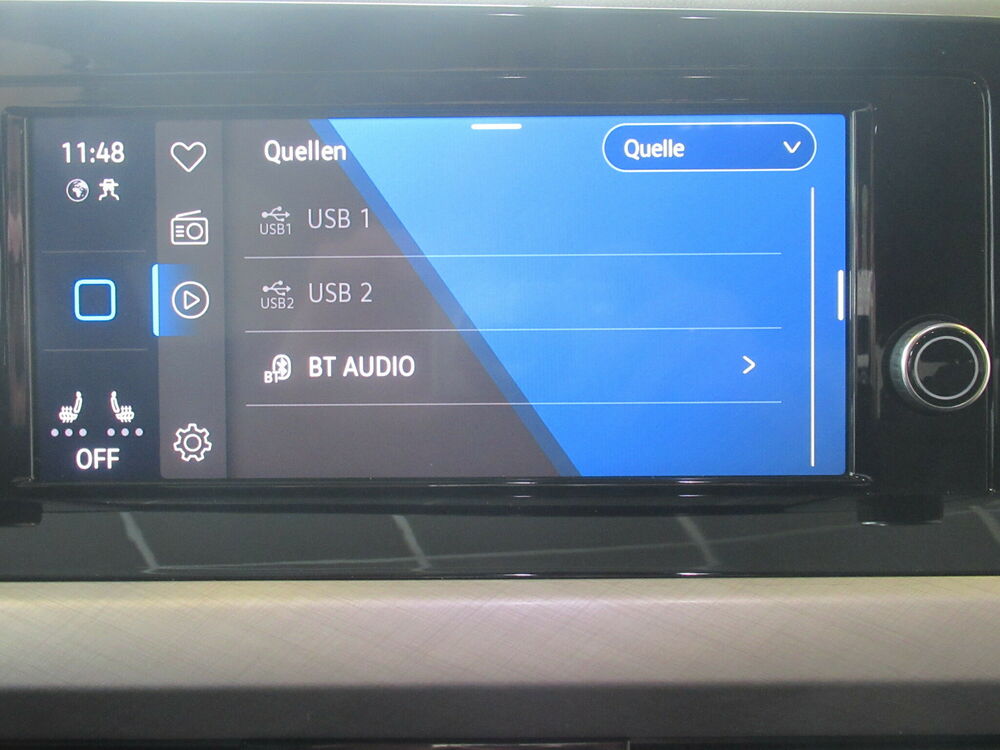 11:48
Quellen
Quelle
USB1 USB 1
USB2 USB 2
BT BT AUDIO
OFF